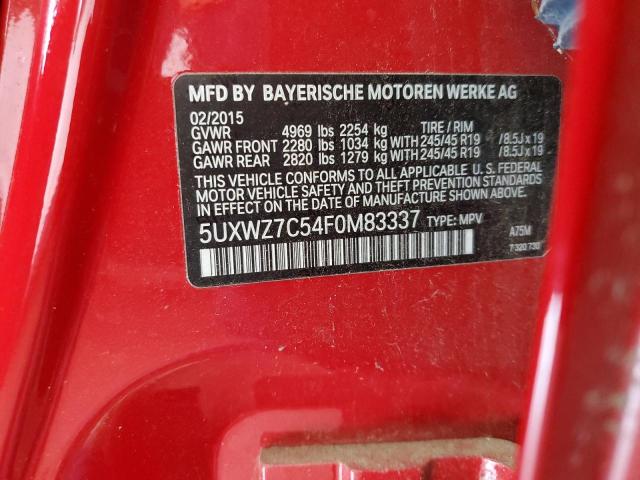 MFD BY BAYERISCHE MOTOREN WERKE AG
02/2015
GVWR 4969 lbs 2254 kg TIRE / RIM
GAWR FRONT 2280 lbs 1034 kg WITH 245/45 R19 /8.5J x 19
GAWR REAR 2820 lbs 1279 kg WITH 245/45 R19 /8.5J x 19
THIS VEHICLE CONFORMS TO ALL APPLICABLE U. S. FEDERAL
MOTOR VEHICLE SAFETY AND THEFT PREVENTION STANDARDS
IN EFFECT ON THE DATE OF MANUFACTURE SHOWN ABOVE.
5UXWZ7C54F0M83337 TYPE: MPV A75M
7 320 730